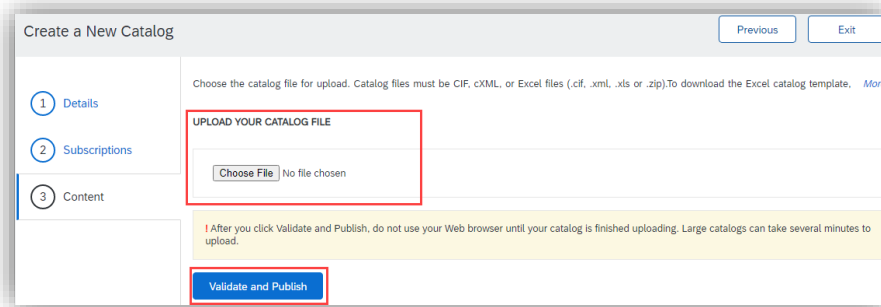 Create a New Catalog
Previous
Exit
1 Details
2 Subscriptions
3 Content
Choose the catalog file for upload. Catalog files must be CIF, cXML, or Excel files (.cif, .xml, .xls or .zip).To download the Excel catalog template, Mor
UPLOAD YOUR CATALOG FILE
Choose File No file chosen
! After you click Validate and Publish, do not use your Web browser until your catalog is finished uploading. Large catalogs can take several minutes to
upload.
Validate and Publish